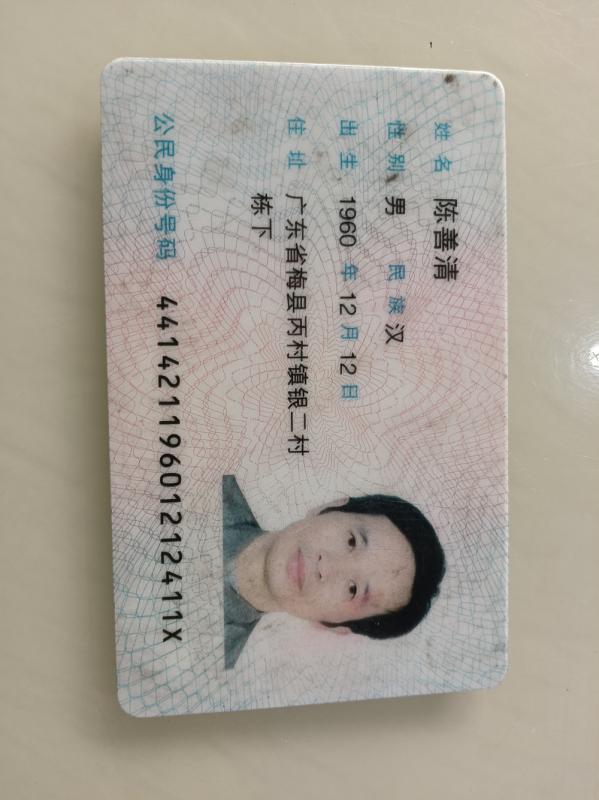 姓名 陈善清
性别 男 民族 汉
出生 1960 年 12 月 12 日
住址 广东省梅县丙村镇银二村
栋下
公民身份号码 44142119601212411X